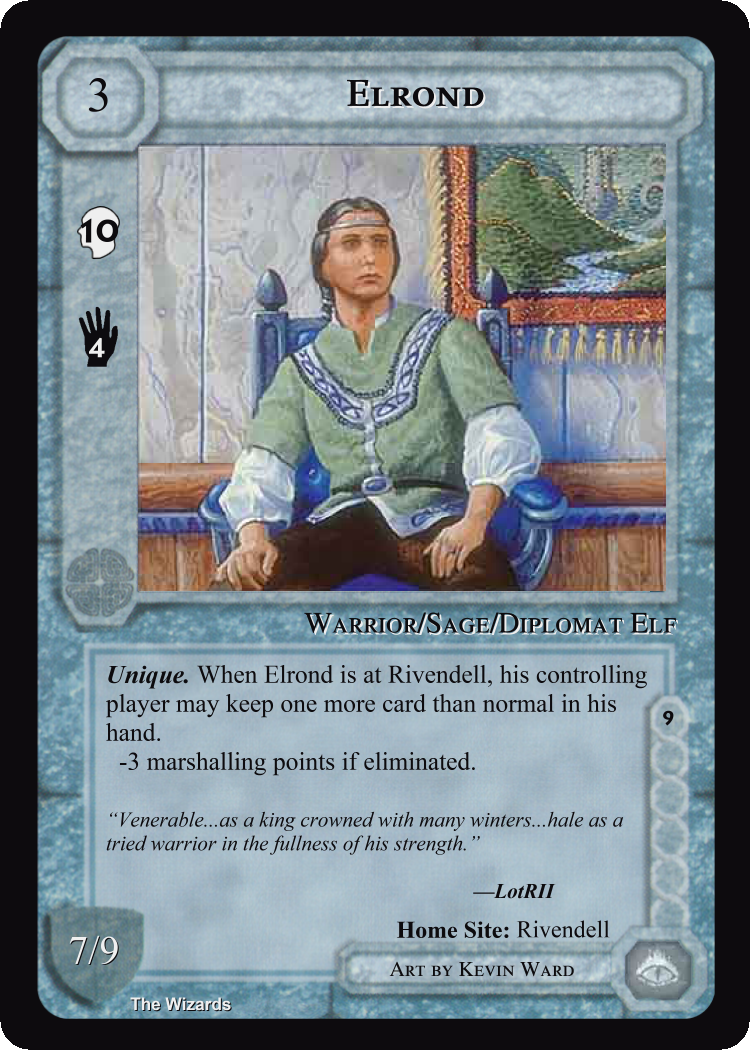 3
Elrond
10
4
Warrior/Sage/Diplomat Elf
Unique. When Elrond is at Rivendell, his controlling
player may keep one more card than normal in his
hand.
-3 marshalling points if eliminated.
9
“Venerable...as a king crowned with many winters...hale as a
tried warrior in the fullness of his strength.”
—LotRII
Home Site: Rivendell
7/9
Art by Kevin Ward
The Wizards